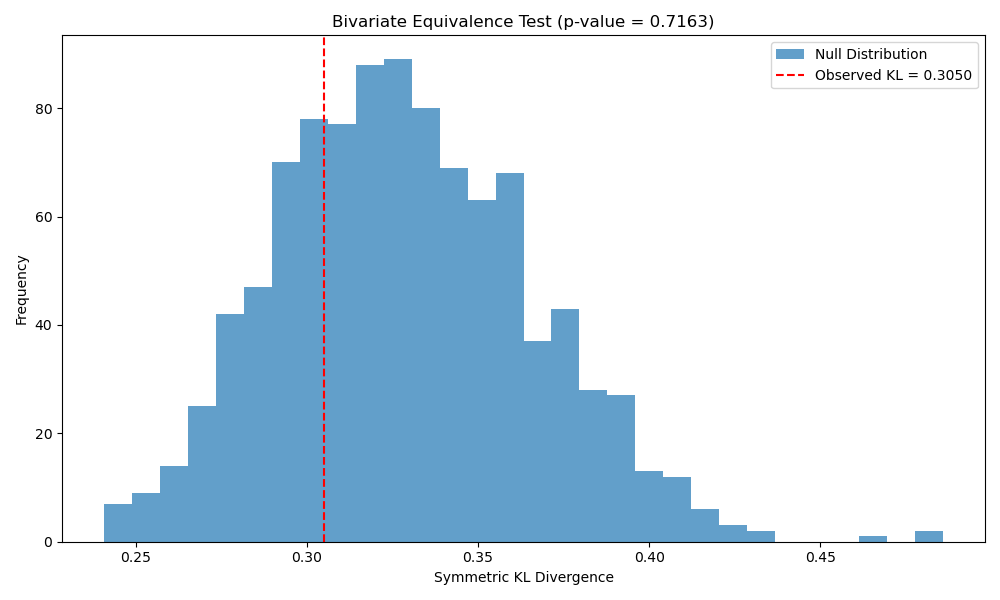 Bivariate Equivalence Test (p-value = 0.7163)
Null Distribution
Observed KL = 0.3050
Frequency
80
60
40
20
0
0.25 0.30 0.35 0.40 0.45
Symmetric KL Divergence